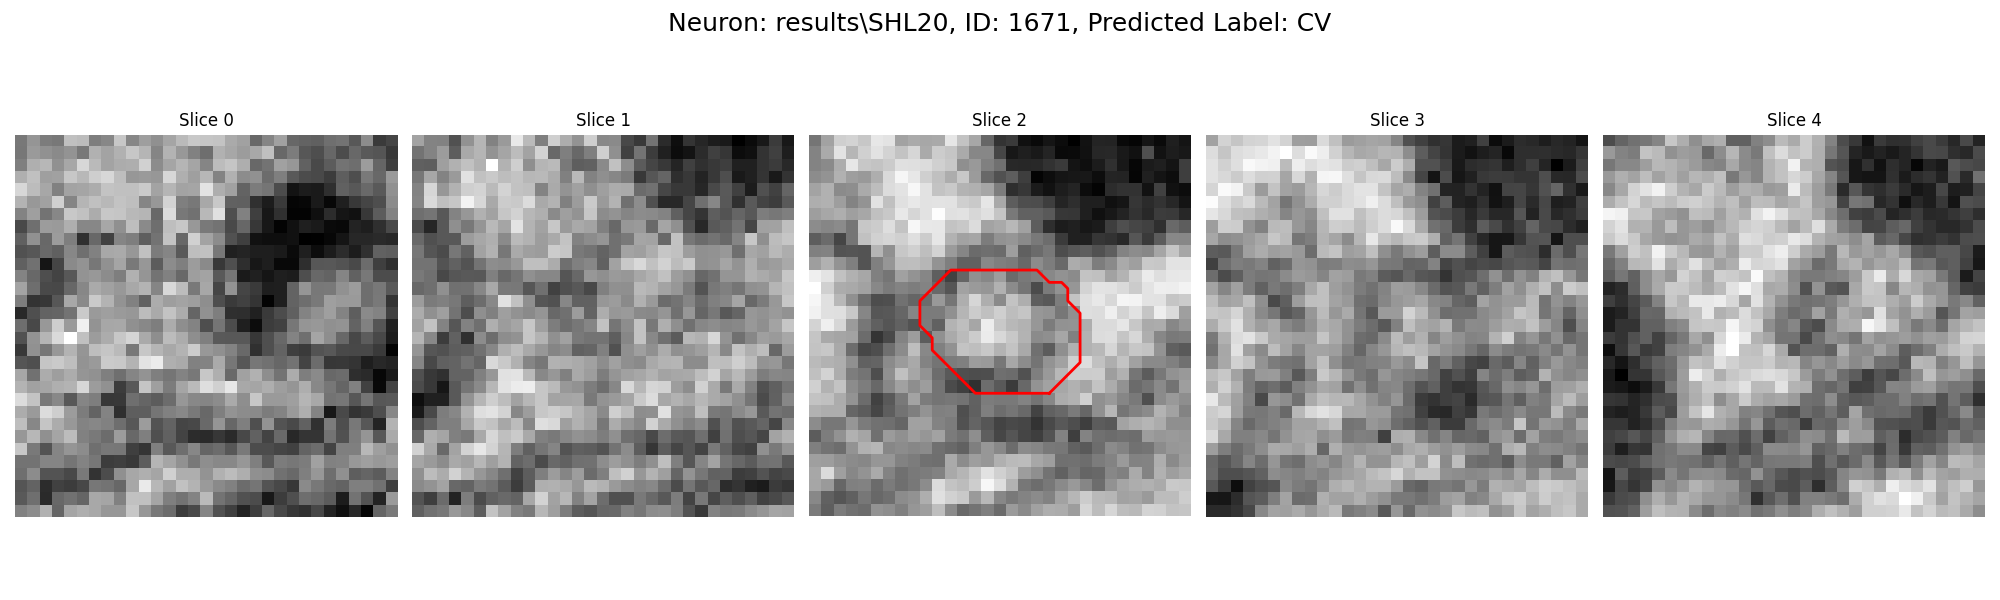 Neuron: results\SHL20, ID: 1671, Predicted Label: CV
Slice 0
Slice 1
Slice 2
Slice 3
Slice 4